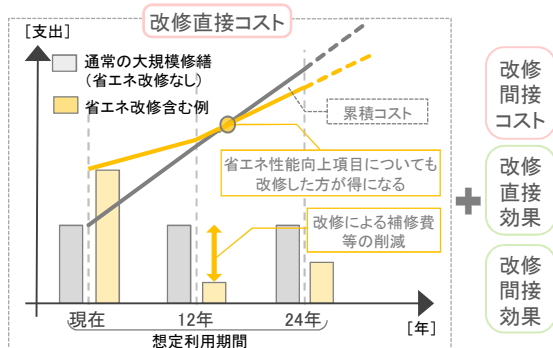 改修直接コスト
[支出]
通常の大規模修繕
(省エネ改修なし)
省エネ改修含む例
累積コスト
省エネ性能向上項目についても
改修した方が得になる
改修による補修費
等の削減
現在
12年
24年
[年]
想定利用期間
+
改修
間接
コスト
改修
直接
効果
改修
間接
効果